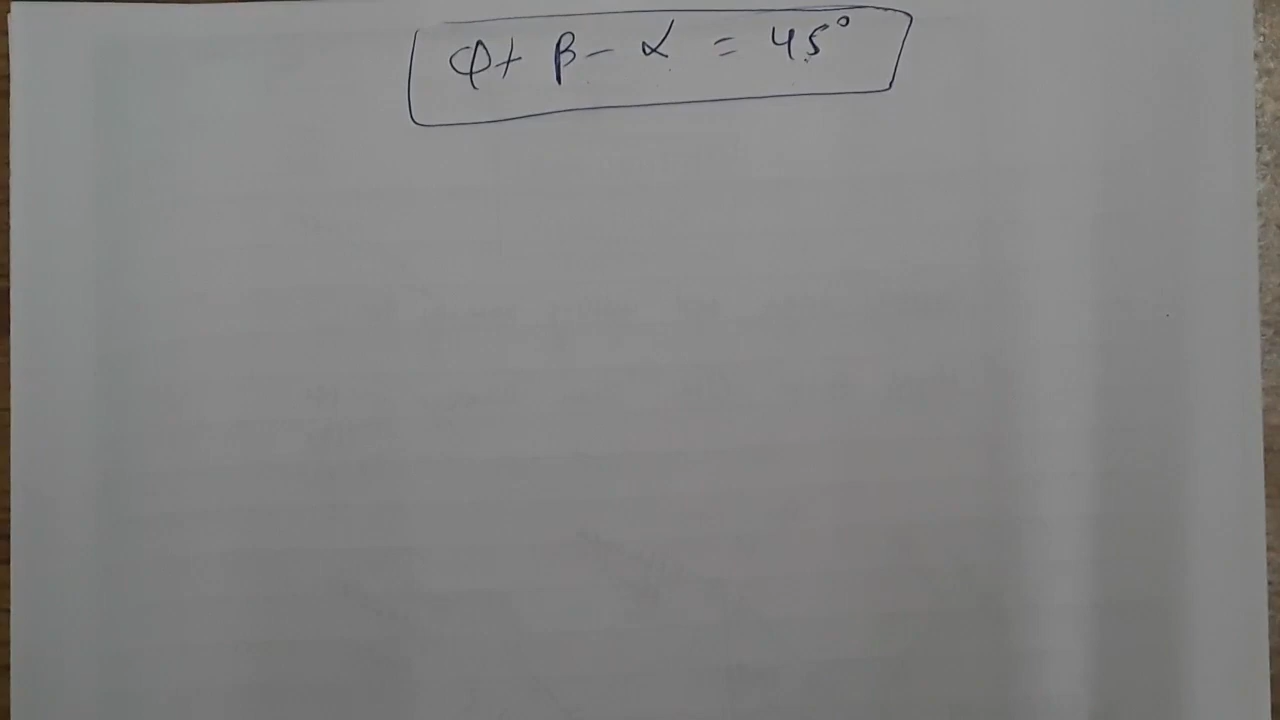 φ + β - α = 45°